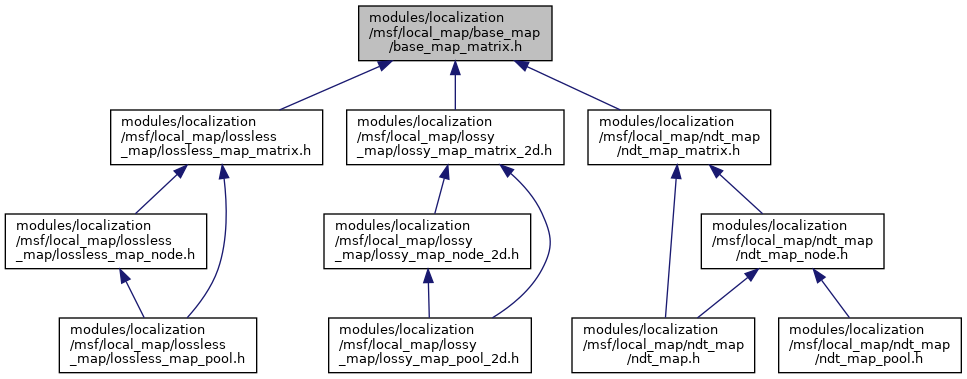 modules/localization
/msf/local_map/base_map
/base_map_matrix.h
modules/localization
/msf/local_map/lossless
_map/lossless_map_matrix.h
modules/localization
/msf/local_map/lossy
_map/lossy_map_matrix_2d.h
modules/localization
/msf/local_map/ndt_map
/ndt_map_matrix.h
modules/localization
/msf/local_map/lossless
_map/lossless_map_node.h
modules/localization
/msf/local_map/lossy
_map/lossy_map_node_2d.h
modules/localization
/msf/local_map/ndt_map
/ndt_map_node.h
modules/localization
/msf/local_map/lossless
_map/lossless_map_pool.h
modules/localization
/msf/local_map/lossy
_map/lossy_map_pool_2d.h
modules/localization
/msf/local_map/ndt_map
/ndt_map.h
modules/localization
/msf/local_map/ndt_map
/ndt_map_pool.h